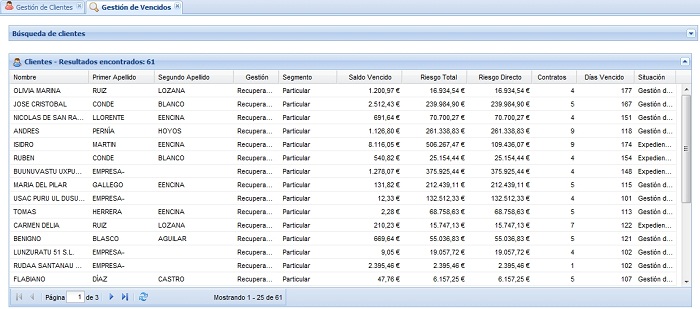 Gestión de Clientes Gestión de Vencidos
Búsqueda de clientes
Clientes - Resultados encontrados: 61
Nombre Primer Apellido Segundo Apellido Gestión Segmento Saldo Vencido Riesgo Total Riesgo Directo Contratos Días Vencido Situación
OLIVIA MARINA RUIZ LOZANA Recupera... Particular 1.200,97 € 16.934,54 € 16.934,54 € 4 177 Gestión d...
JOSE CRISTOBAL CONDE BLANCO Recupera... Particular 2.512,43 € 239.984,90 € 239.984,90 € 5 167 Gestión d...
NICOLAS DE SAN RA... LLORENTE EENCINA Recupera... Particular 691,64 € 70.700,27 € 70.700,27 € 4 151 Gestión d...
ANDRES PERNÍA HOYOS Recupera... Particular 1.126,80 € 261.338,83 € 261.338,83 € 9 118 Gestión d...
ISIDRO MARTIN EENCINA Recupera... Particular 8.116,05 € 506.267,47 € 109.436,07 € 9 174 Expedien...
RUBEN CONDE BLANCO Recupera... Particular 540,82 € 25.154,44 € 25.154,44 € 4 154 Expedien...
BUUNUVASTU UXPU... EMPRESA- Recupera... Particular 1.278,07 € 375.925,44 € 375.925,44 € 4 148 Expedien...
MARIA DEL PILAR GALLEGO EENCINA Recupera... Particular 131,82 € 212.439,11 € 212.439,11 € 5 115 Gestión d...
USAC PURU UL DUSU... EMPRESA- Recupera... Particular 12,33 € 132.512,33 € 132.512,33 € 4 101 Gestión d...
TOMAS HERRERA EENCINA Recupera... Particular 2,28 € 68.758,63 € 68.758,63 € 5 113 Gestión d...
CARMEN DELIA RUIZ LOZANA Recupera... Particular 210,23 € 15.747,13 € 15.747,13 € 7 122 Expedien...
BENIGNO BLASCO AGUILAR Recupera... Particular 669,64 € 55.036,83 € 55.036,83 € 5 121 Gestión d...
LUNZURATU 51 S.L. EMPRESA- Recupera... Particular 9,05 € 19.057,72 € 19.057,72 € 4 102 Gestión d...
RUDAA SANTANAU ... EMPRESA- Recupera... Particular 2.395,46 € 2.395,46 € 2.395,46 € 1 102 Gestión d...
FLABIANO DÍAZ CASTRO Recupera... Particular 47,76 € 6.157,25 € 6.157,25 € 5 107 Gestión d...
Página 1 de 3 Mostrando 1 - 25 de 61